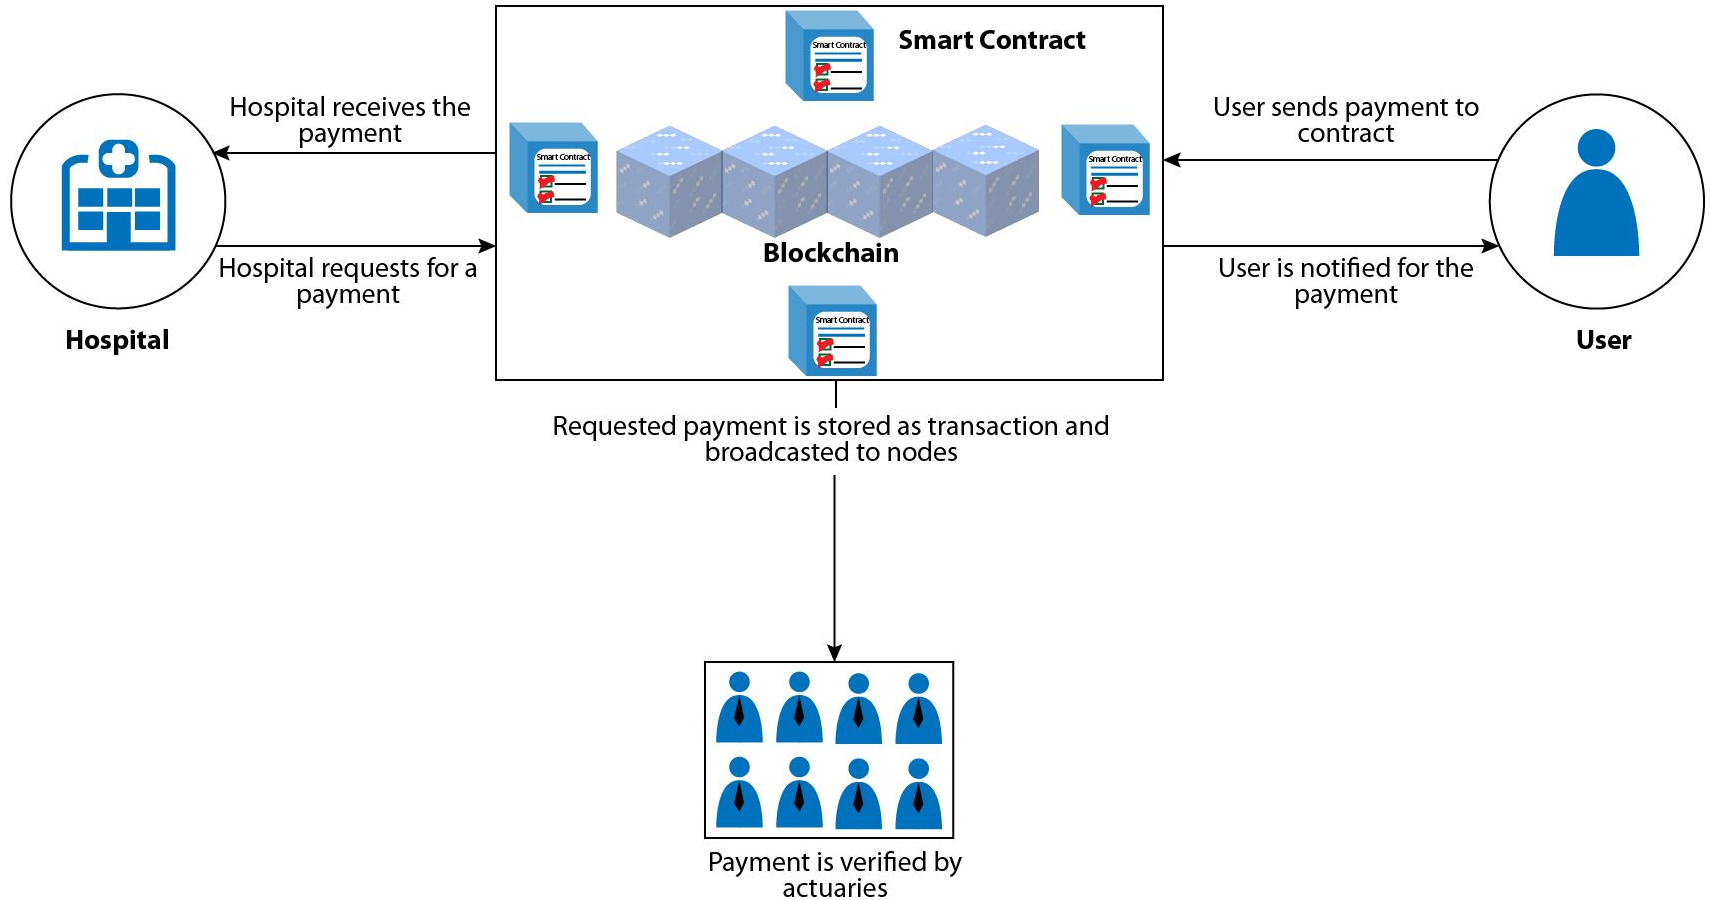 Smart Contract
Smart Contract
Hospital receives the
payment
User sends payment to
contract
Smart Contract
Smart Contract
Blockchain
Hospital requests for a
payment
User is notified for the
payment
Smart Contract
Hospital
User
Requested payment is stored as transaction and
broadcasted to nodes
Payment is verified by
actuaries